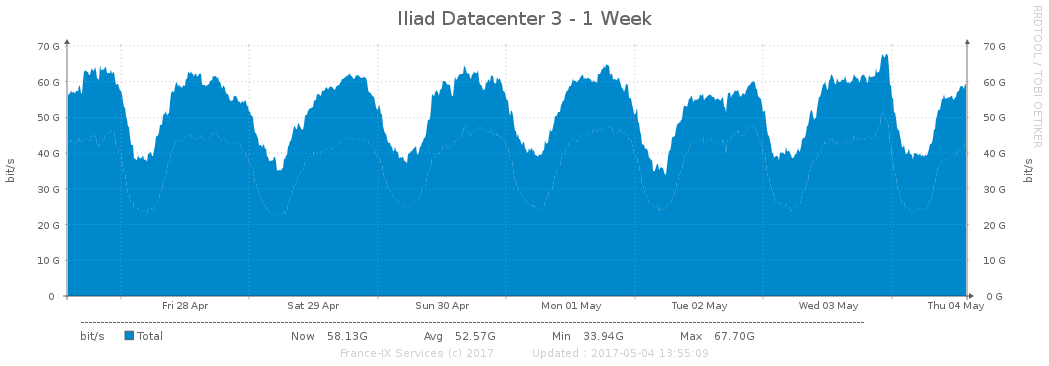 Iliad Datacenter 3 - 1 Week
RRDTOOL / TOBI OETIKER
70 G 70 G
60 G 60 G
50 G 50 G
40 G 40 G
30 G 30 G
20 G 20 G
10 G 10 G
0 0 G
bit/s bit/s
Fri 28 Apr Sat 29 Apr Sun 30 Apr Mon 01 May Tue 02 May Wed 03 May Thu 04 May
bit/s Total Now 58.13G Avg 52.57G Min 33.94G Max 67.70G
France-IX Services (c) 2017 Updated : 2017-05-04 13:55:09